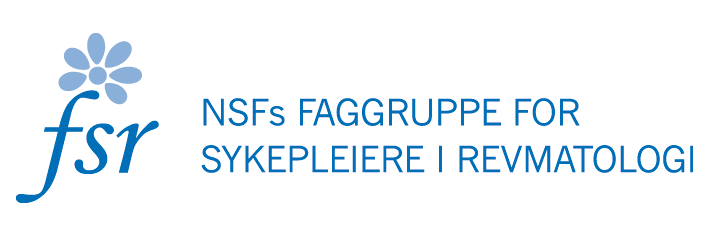 fsr
NSFs FAGGRUPPE FOR
SYKEPLEIERE I REVMATOLOGI